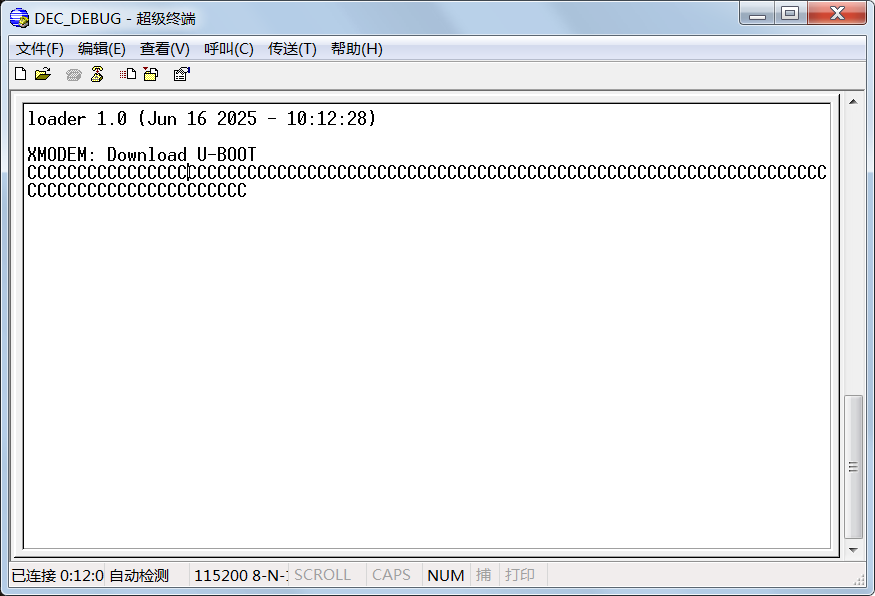 DEC_DEBUG - 超级终端
文件(F) 编辑(E) 查看(V) 呼叫(C) 传送(T) 帮助(H)
loader 1.0 (Jun 16 2025 - 10:12:28)
XMODEM: Download U-BOOT
CCCCCCCCCCCCCCCCCCCCCCCCCCCCCCCCCCCCCCCCCCCCCCCCCCCCCCCCCCCCCCCCCCCCCCCCCCCCCCCC
CCCCCCCCCCCCCCCCCCCCCC
已连接 0:12:0 自动检测 115200 8-N-1 SCROLL CAPS NUM 捕 打印